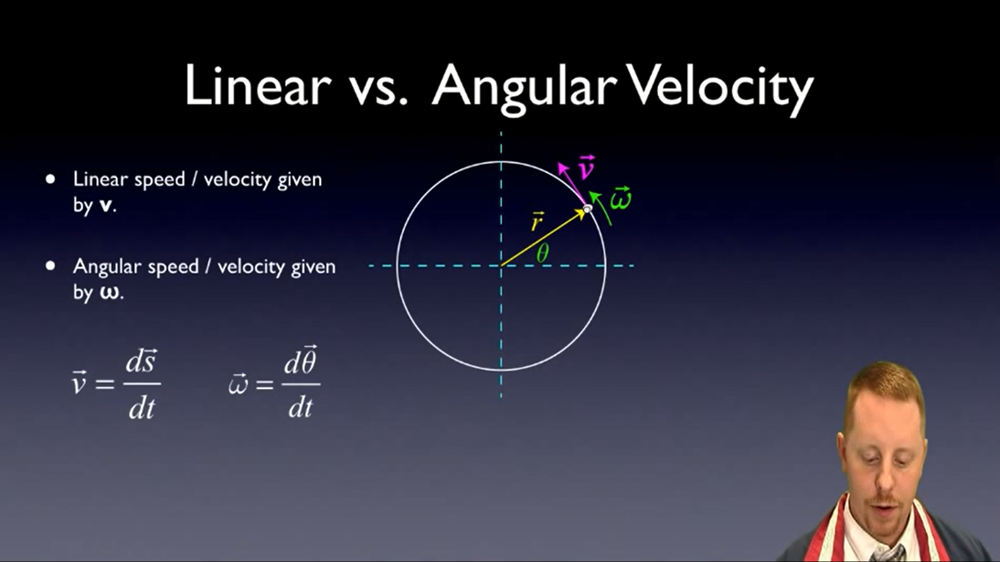 Linear vs. Angular Velocity
• Linear speed / velocity given
by v.
• Angular speed / velocity given
by ω.
v⃗ = ds⃗/dt
ω⃗ = dθ⃗/dt
v⃗
ω⃗
r⃗
θ